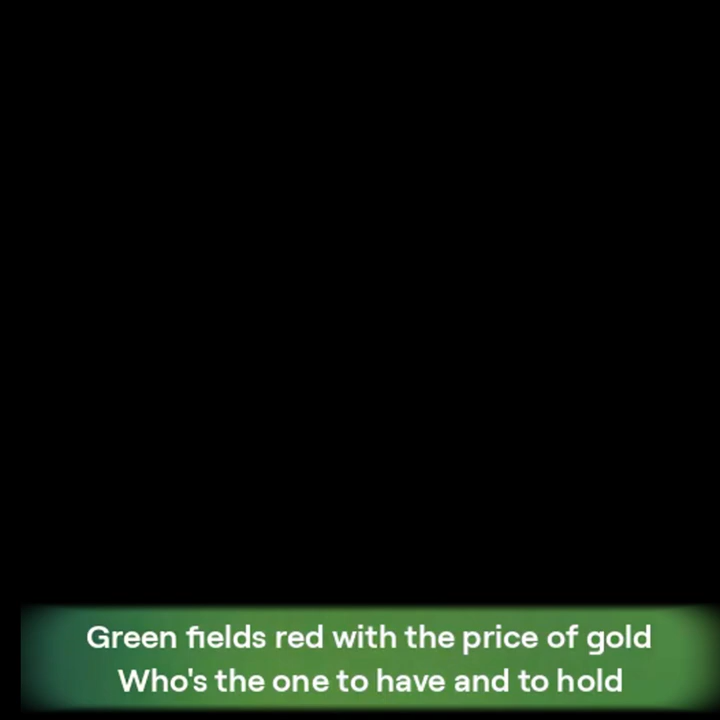 Green fields red with the price of gold
Who's the one to have and to hold